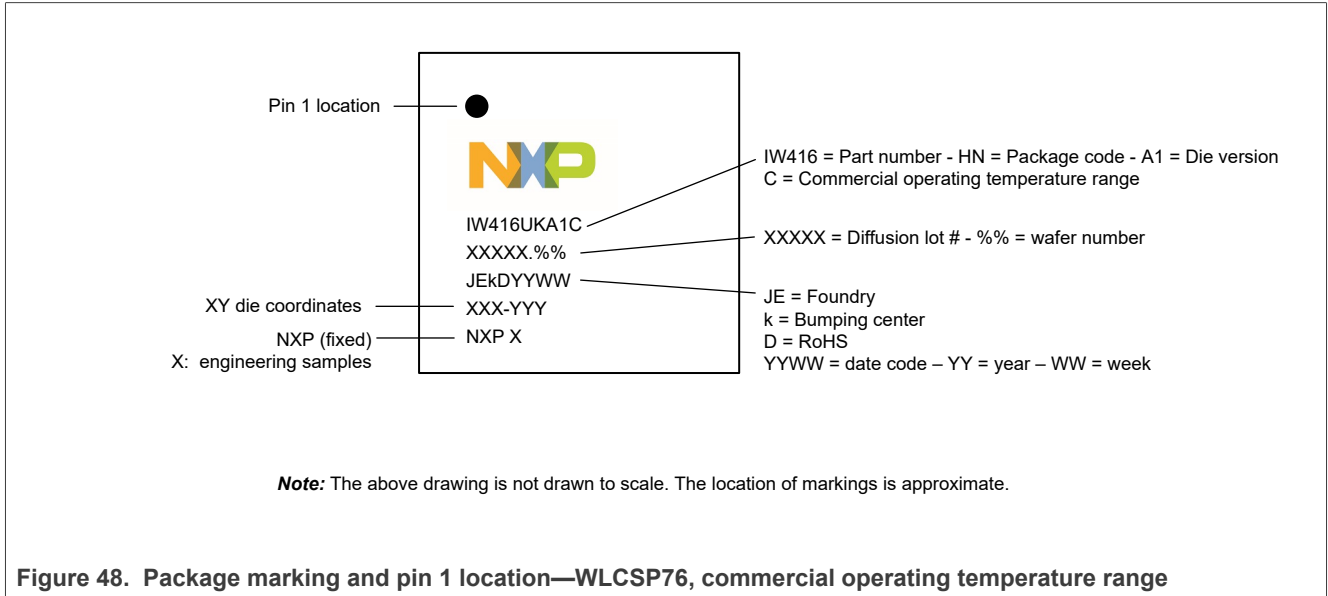 Pin 1 location
NXP
IW416UKA1C
XXXXX.%%
JEkDYYWW
XXX-YYY
NXP X
XY die coordinates
NXP (fixed)
X: engineering samples
IW416 = Part number - HN = Package code - A1 = Die version
C = Commercial operating temperature range
XXXXX = Diffusion lot # - %% = wafer number
JE = Foundry
k = Bumping center
D = RoHS
YYWW = date code – YY = year – WW = week
Note: The above drawing is not drawn to scale. The location of markings is approximate.
Figure 48. Package marking and pin 1 location—WLCSP76, commercial operating temperature range